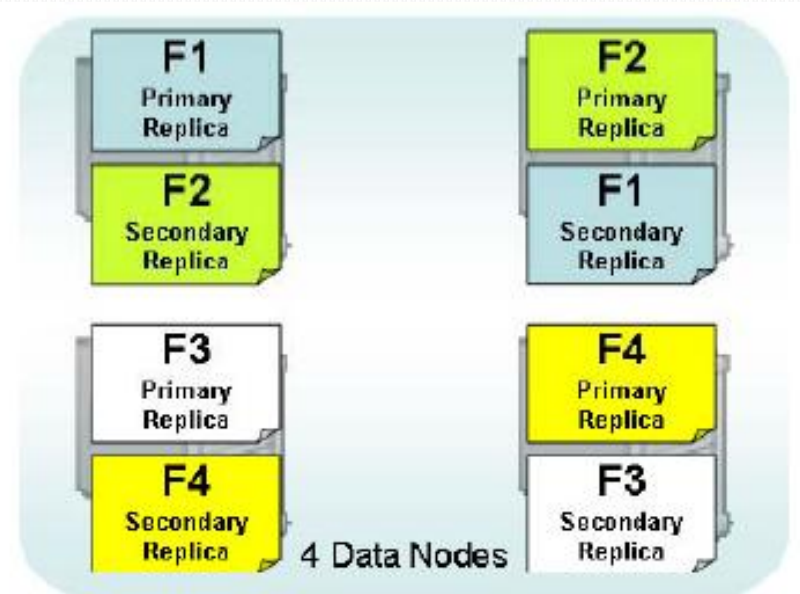 F1
Primary
Replica
F2
Secondary
Replica
F2
Primary
Replica
F1
Secondary
Replica
F3
Primary
Replica
F4
Secondary
Replica
F4
Primary
Replica
F3
Secondary
Replica
4 Data Nodes